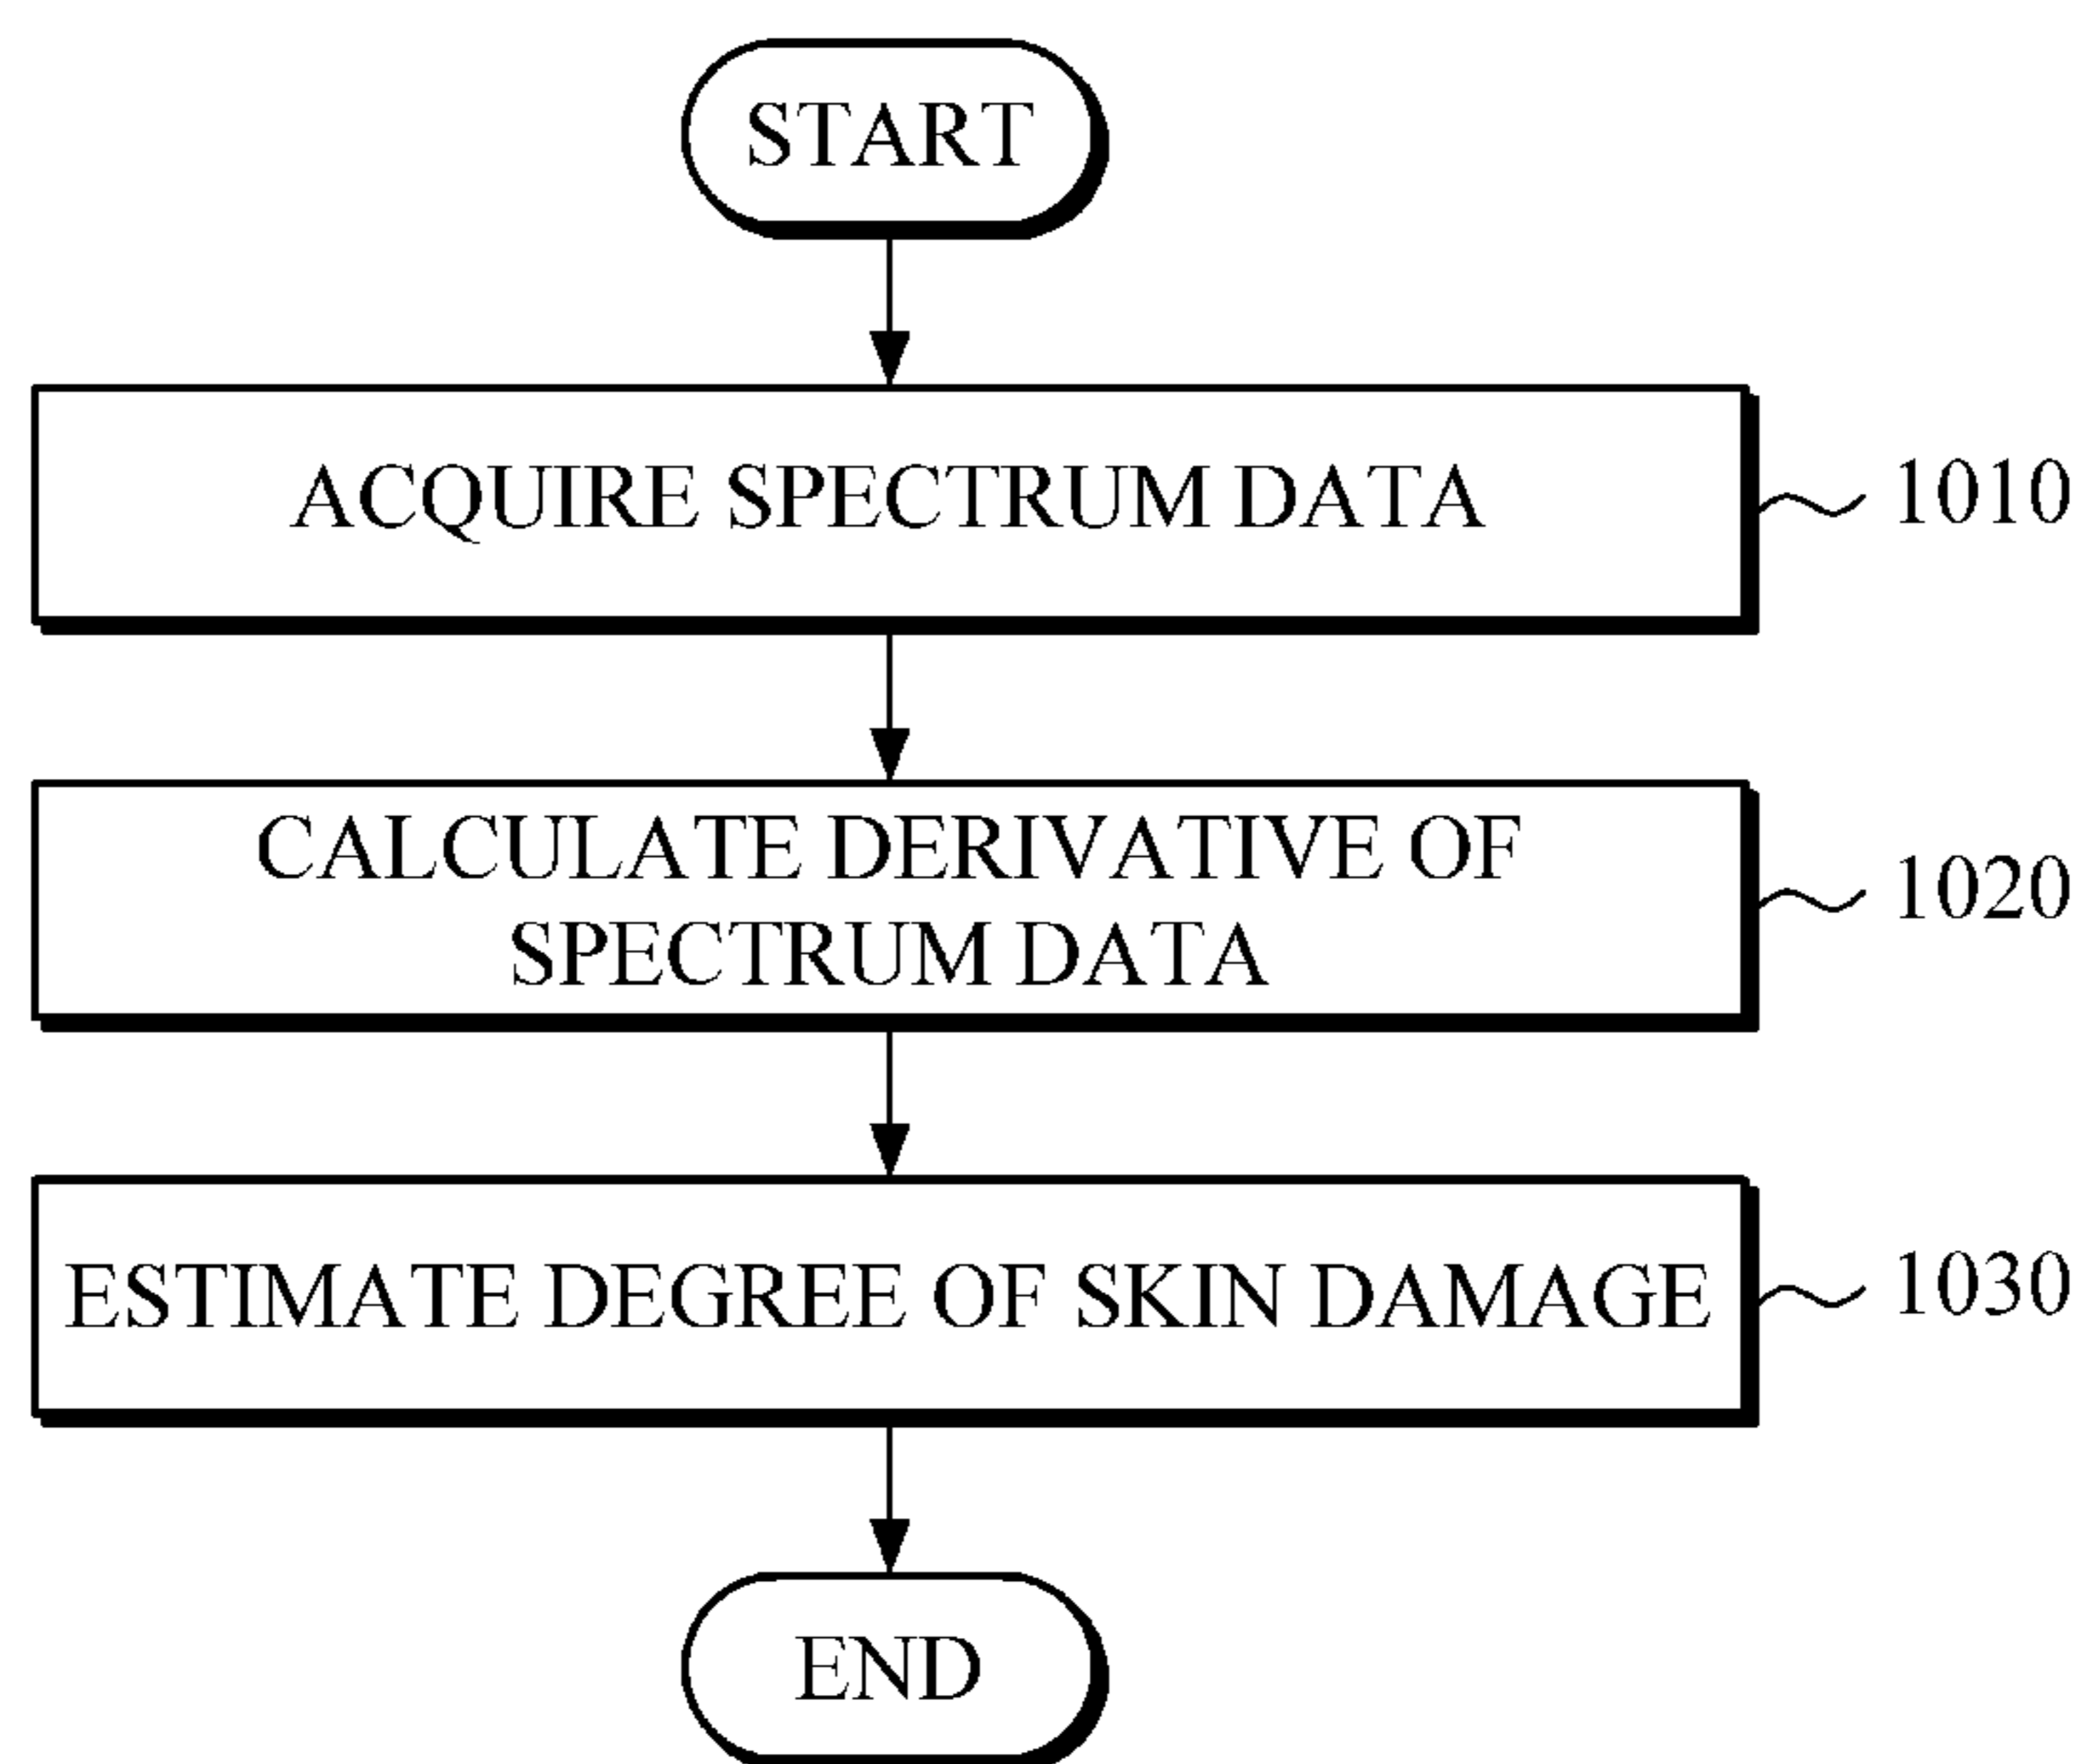 START
ACQUIRE SPECTRUM DATA
1010
CALCULATE DERIVATIVE OF
SPECTRUM DATA
1020
ESTIMATE DEGREE OF SKIN DAMAGE
1030
END